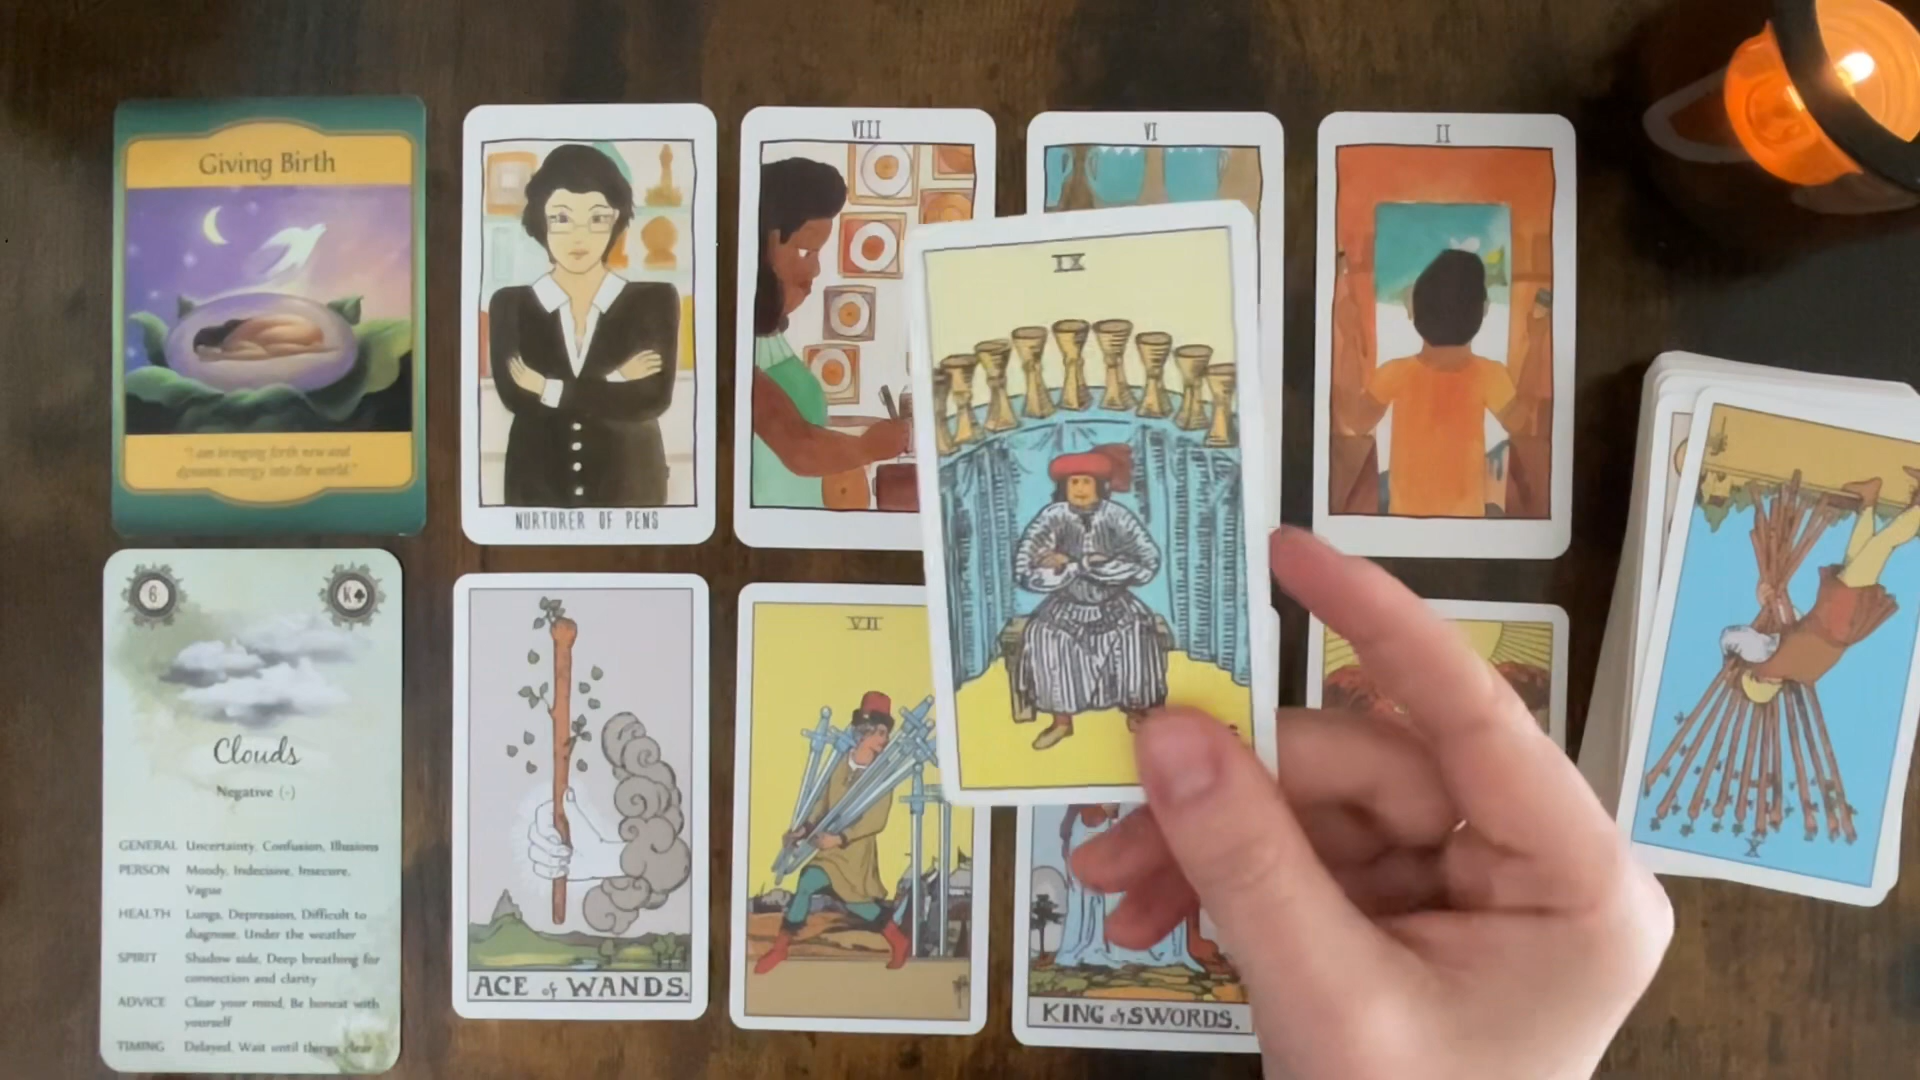 Giving Birth
"I am bringing forth new and
dynamic energy into the world."
NURTURER OF PENS
VIII
VI
II
IX
6
K♠
Clouds
Negative (-)
GENERAL Uncertainty, Confusion, Illusions
PERSON Moody, Indecisive, Insecure,
Vague
HEALTH Lungs, Depression, Difficult to
diagnose, Under the weather
SPIRIT Shadow side, Deep breathing for
connection and clarity
ADVICE Clear your mind, Be honest with
yourself
TIMING Delayed, Wait until things clear
ACE of WANDS.
VII
KING of SWORDS.
X